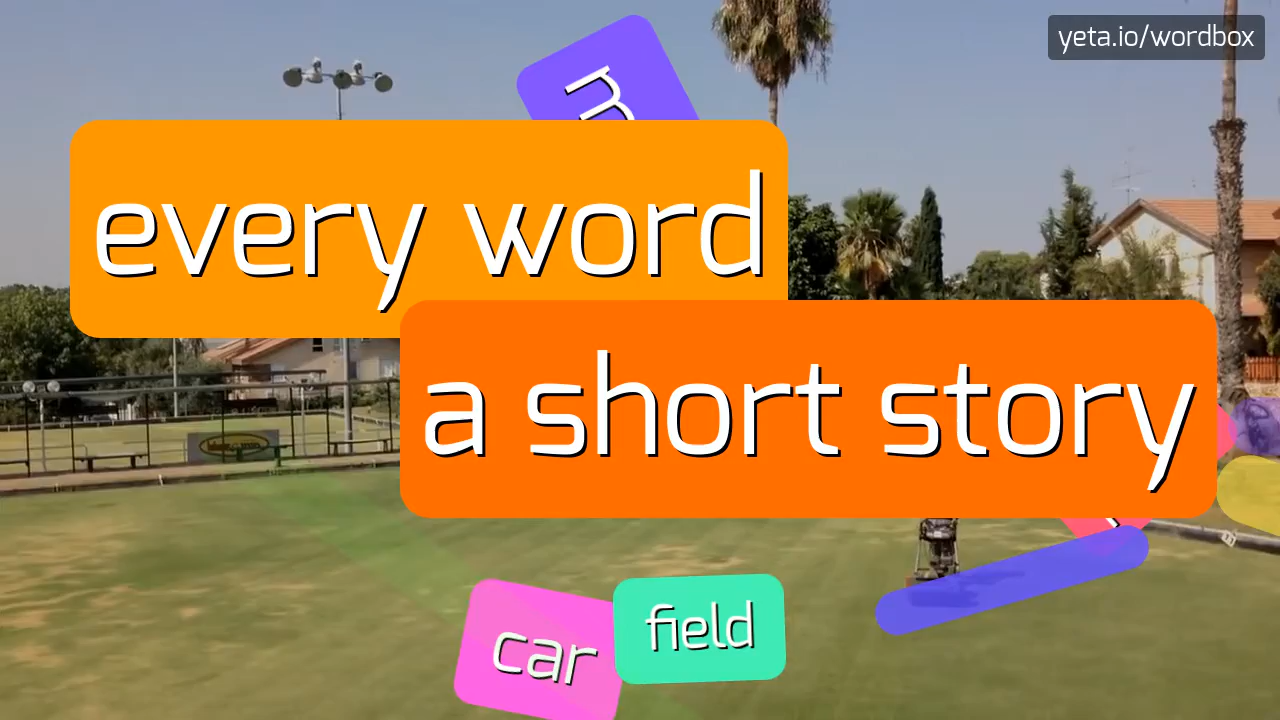 yeta.io/wordbox
m
every word
a short story
field
car